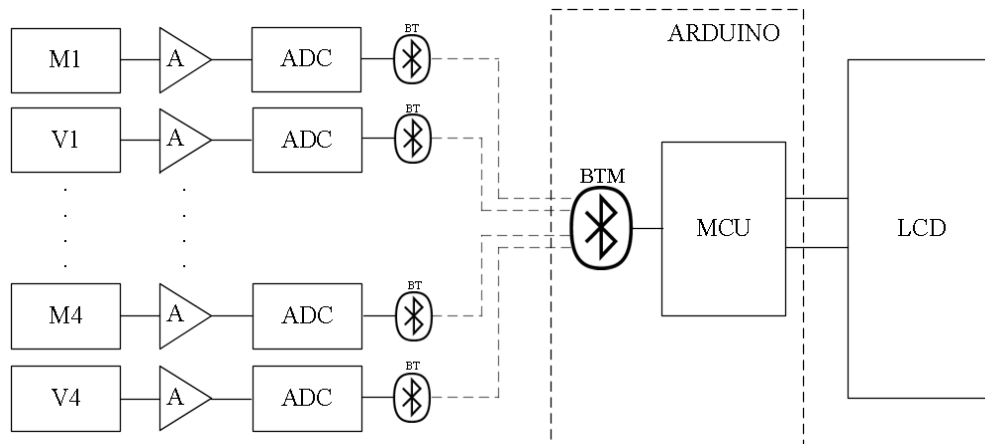 M1 A ADC BT
ARDUINO
V1 A ADC BT
BTM
MCU
LCD
M4 A ADC BT
V4 A ADC BT